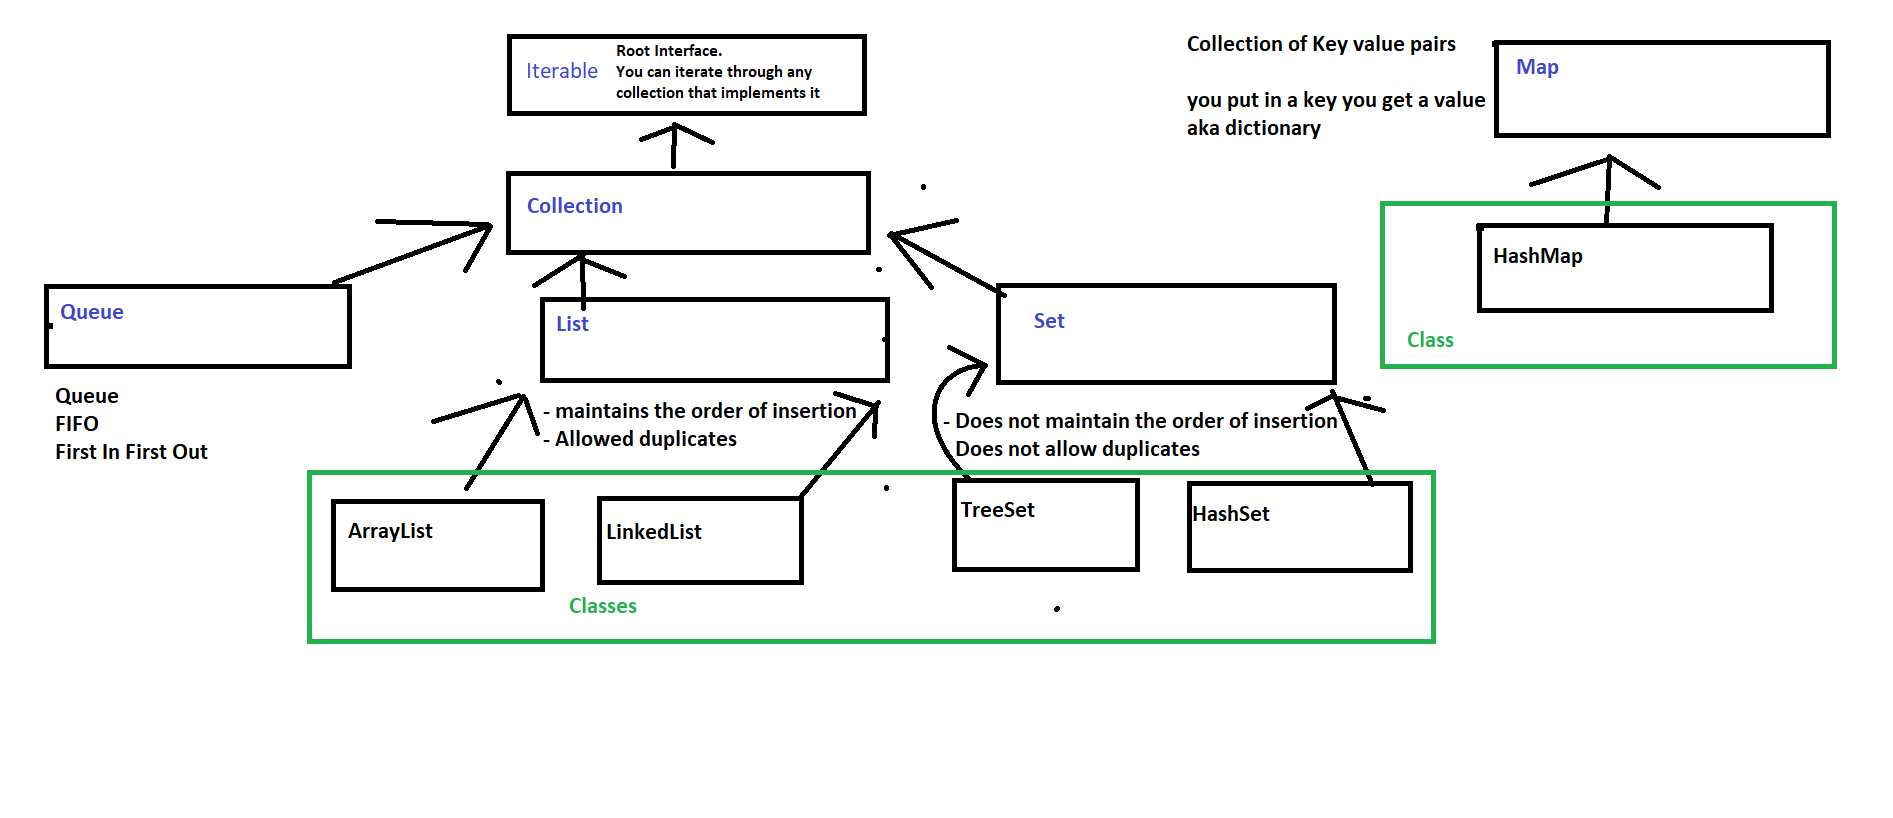 Root Interface.
Iterable You can iterate through any
collection that implements it
Collection of Key value pairs
Map
you put in a key you get a value
aka dictionary
Collection
HashMap
Class
Queue
List
Set
Queue
FIFO
First In First Out
- maintains the order of insertion
- Allowed duplicates
- Does not maintain the order of insertion
Does not allow duplicates
ArrayList
LinkedList
TreeSet
HashSet
Classes